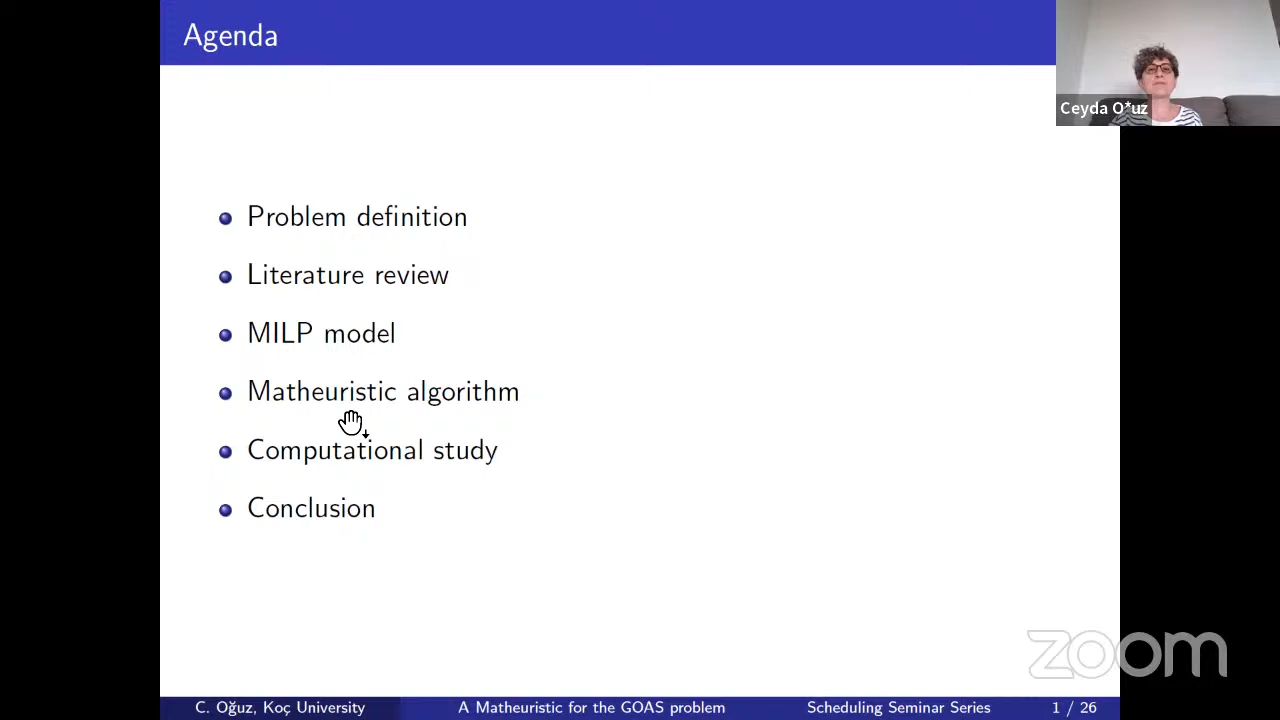 Agenda
Ceyda O*uz
Problem definition
Literature review
MILP model
Matheuristic algorithm
Computational study
Conclusion
zoom
C. Oğuz, Koç University A Matheuristic for the GOAS problem Scheduling Seminar Series 1 / 26